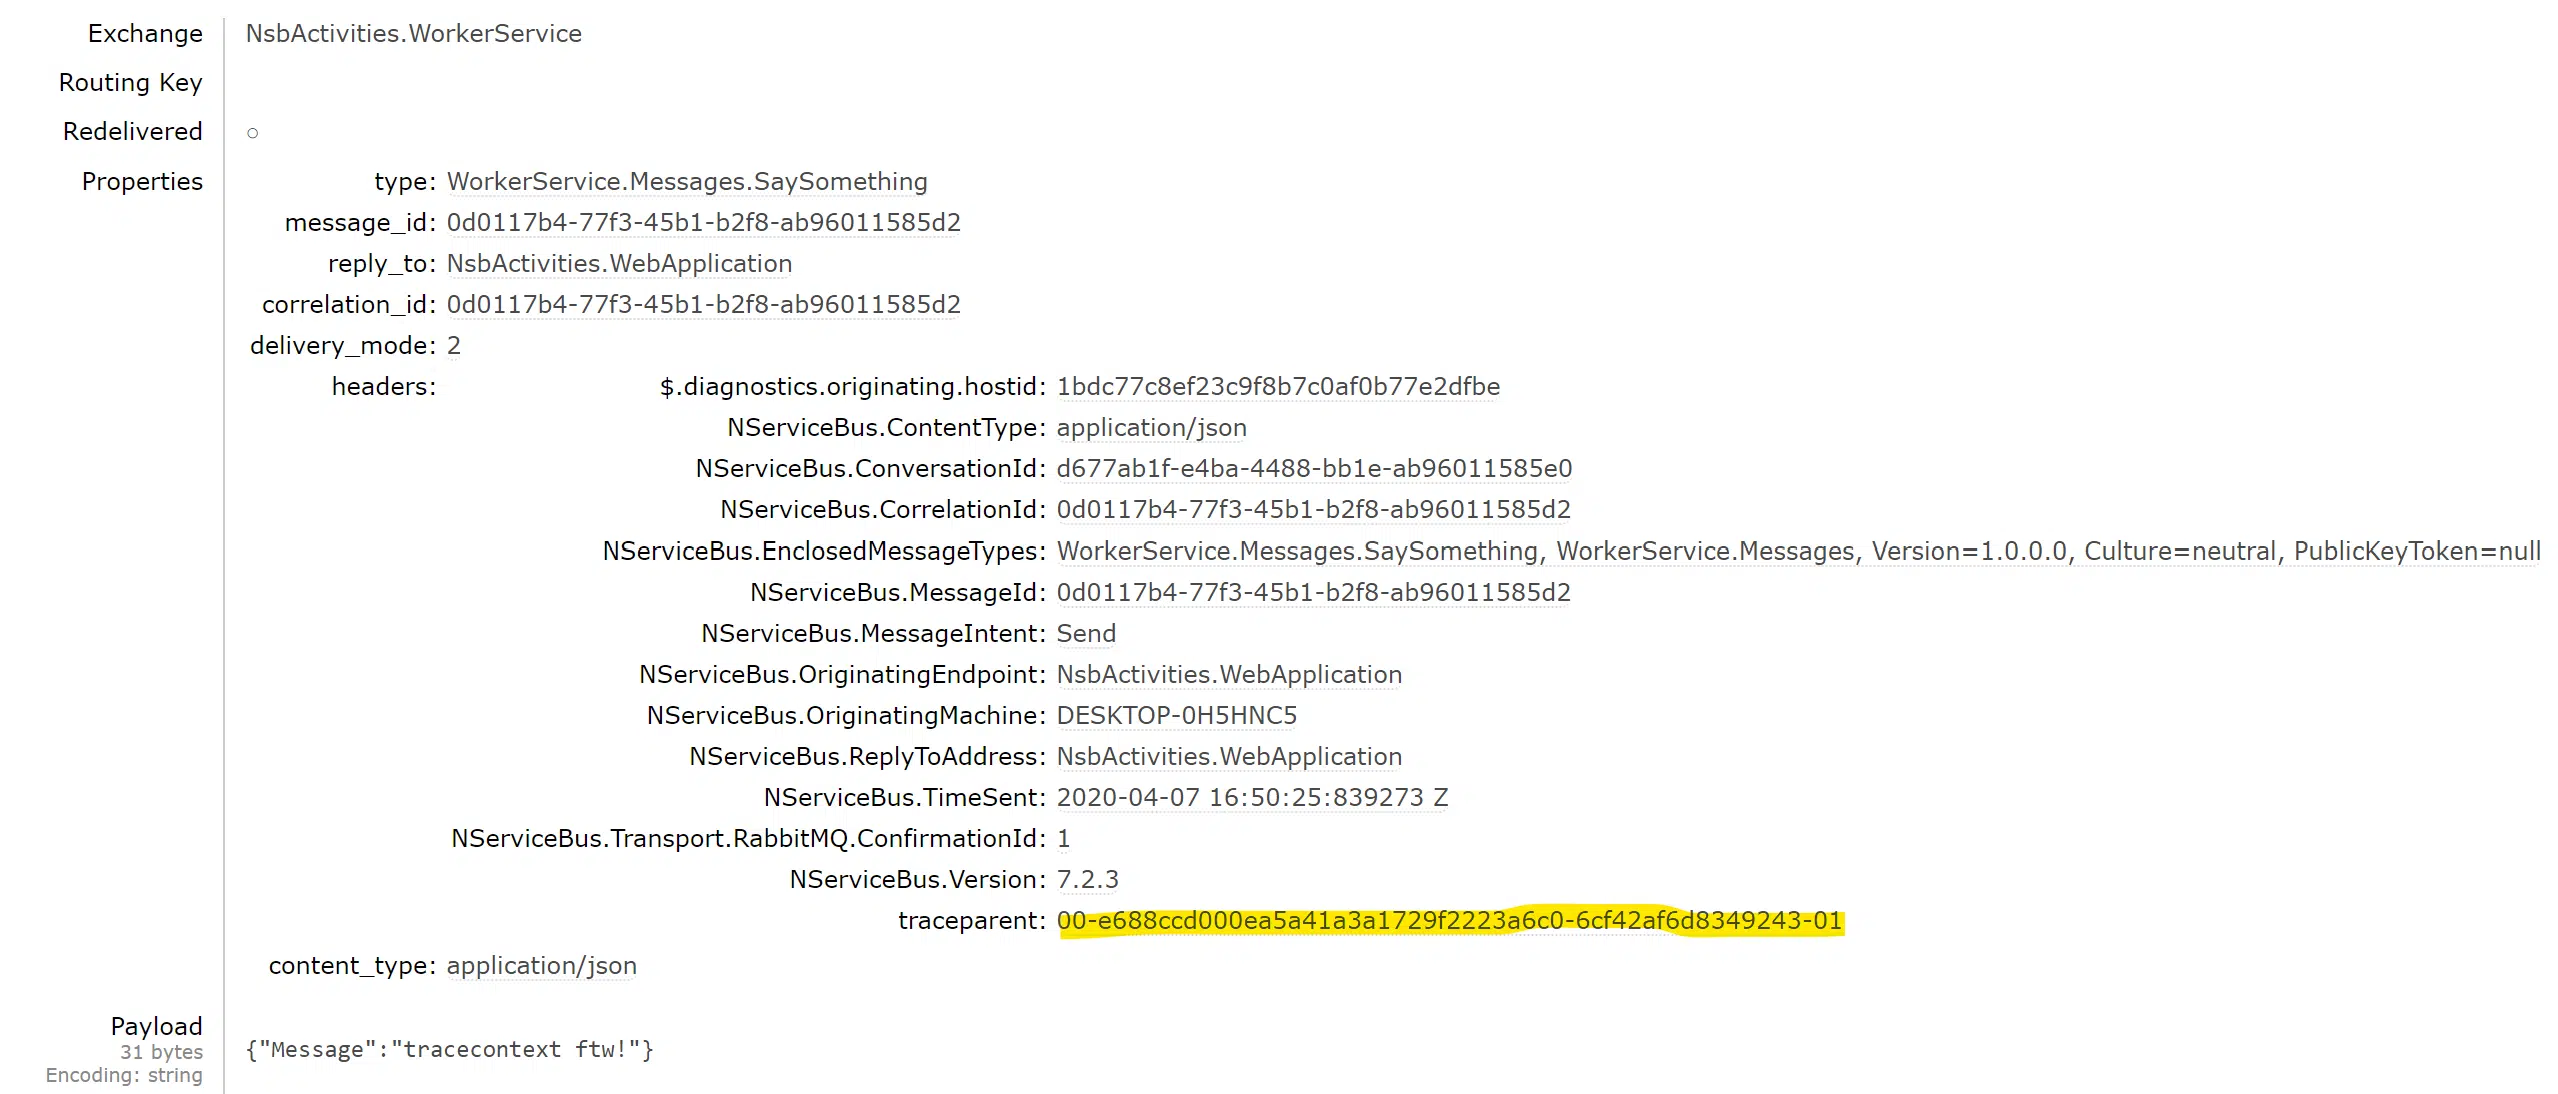 Exchange NsbActivities.WorkerService
Routing Key
Redelivered ○
Properties type: WorkerService.Messages.SaySomething
message_id: 0d0117b4-77f3-45b1-b2f8-ab96011585d2
reply_to: NsbActivities.WebApplication
correlation_id: 0d0117b4-77f3-45b1-b2f8-ab96011585d2
delivery_mode: 2
headers: $.diagnostics.originating.hostid: 1bdc77c8ef23c9f8b7c0af0b77e2dfbe
NServiceBus.ContentType: application/json
NServiceBus.ConversationId: d677ab1f-e4ba-4488-bb1e-ab96011585e0
NServiceBus.CorrelationId: 0d0117b4-77f3-45b1-b2f8-ab96011585d2
NServiceBus.EnclosedMessageTypes: WorkerService.Messages.SaySomething, WorkerService.Messages, Version=1.0.0.0, Culture=neutral, PublicKeyToken=null
NServiceBus.MessageId: 0d0117b4-77f3-45b1-b2f8-ab96011585d2
NServiceBus.MessageIntent: Send
NServiceBus.OriginatingEndpoint: NsbActivities.WebApplication
NServiceBus.OriginatingMachine: DESKTOP-0H5HNC5
NServiceBus.ReplyToAddress: NsbActivities.WebApplication
NServiceBus.TimeSent: 2020-04-07 16:50:25:839273 Z
NServiceBus.Transport.RabbitMQ.ConfirmationId: 1
NServiceBus.Version: 7.2.3
traceparent: 00-e688ccd000ea5a41a3a1729f2223a6c0-6cf42af6d8349243-01
content_type: application/json
Payload
31 bytes
{"Message":"tracecontext ftw!"}
Encoding: string